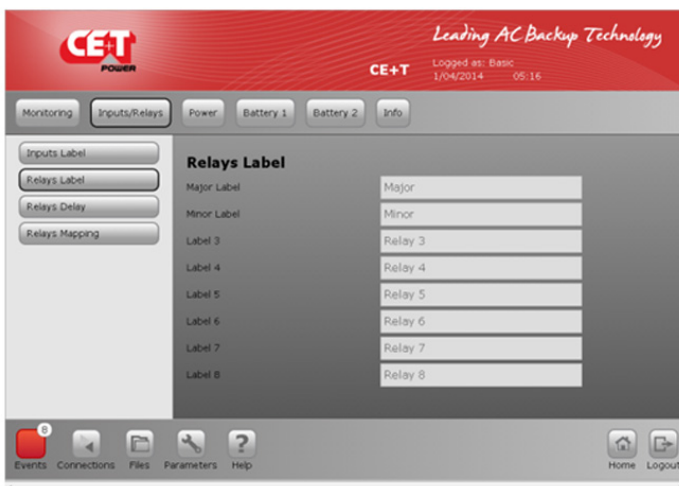 CE+T
POWER
Leading AC Backup Technology
CE+T
Logged as: Basic
1/04/2014 05:16
Monitoring Inputs/Relays Power Battery 1 Battery 2 Info
Inputs Label
Relays Label
Relays Delay
Relays Mapping
Relays Label
Major Label Major
Minor Label Minor
Label 3 Relay 3
Label 4 Relay 4
Label 5 Relay 5
Label 6 Relay 6
Label 7 Relay 7
Label 8 Relay 8
8
?
Events Connections Files Parameters Help Home Logout